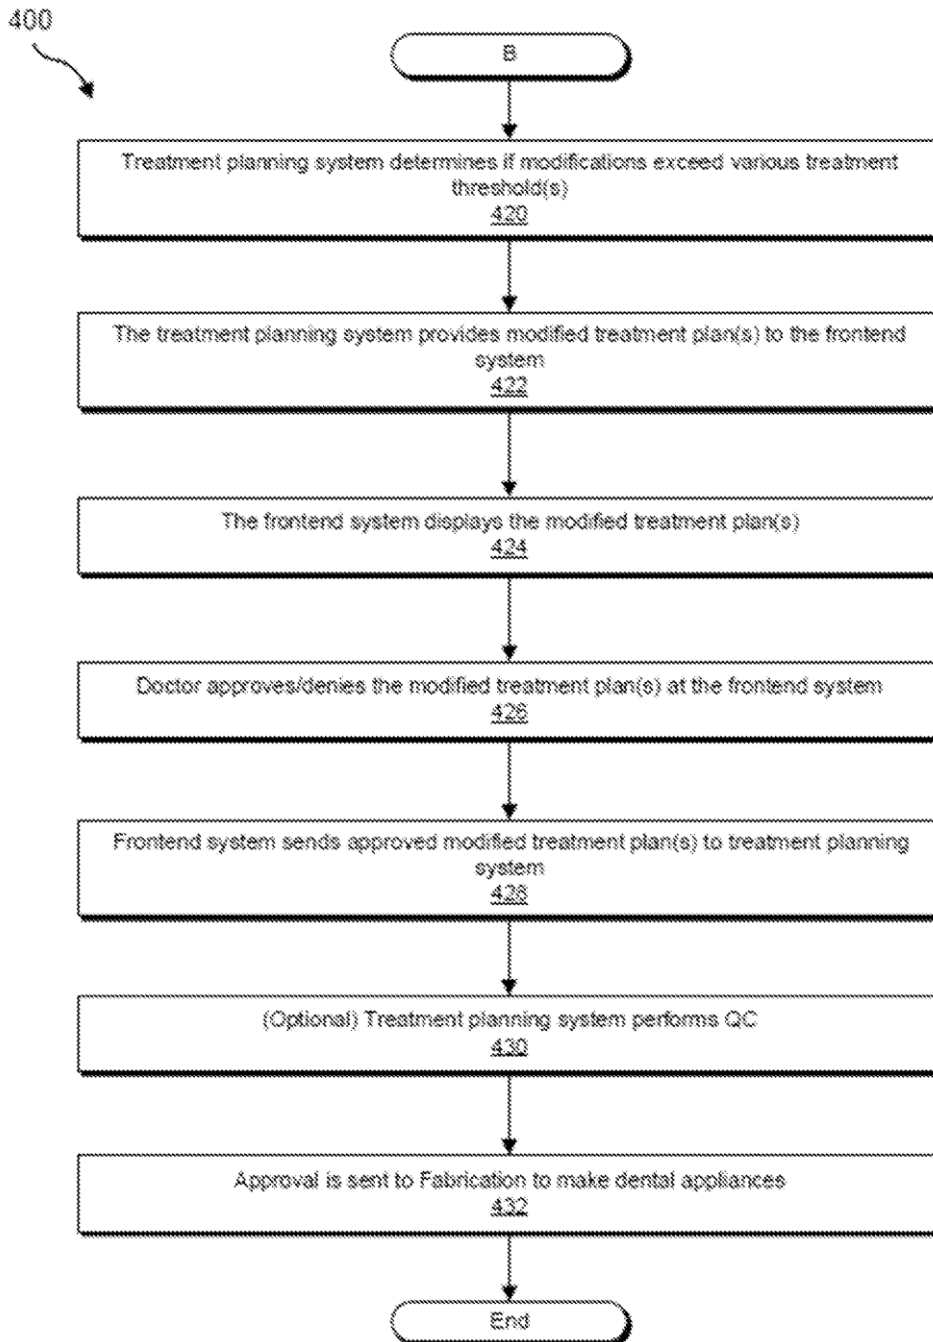 400
B
Treatment planning system determines if modifications exceed various treatment
threshold(s)
420
The treatment planning system provides modified treatment plan(s) to the frontend
system
422
The frontend system displays the modified treatment plan(s)
424
Doctor approves/denies the modified treatment plan(s) at the frontend system
426
Frontend system sends approved modified treatment plan(s) to treatment planning
system
428
(Optional) Treatment planning system performs QC
430
Approval is sent to Fabrication to make dental appliances
432
End